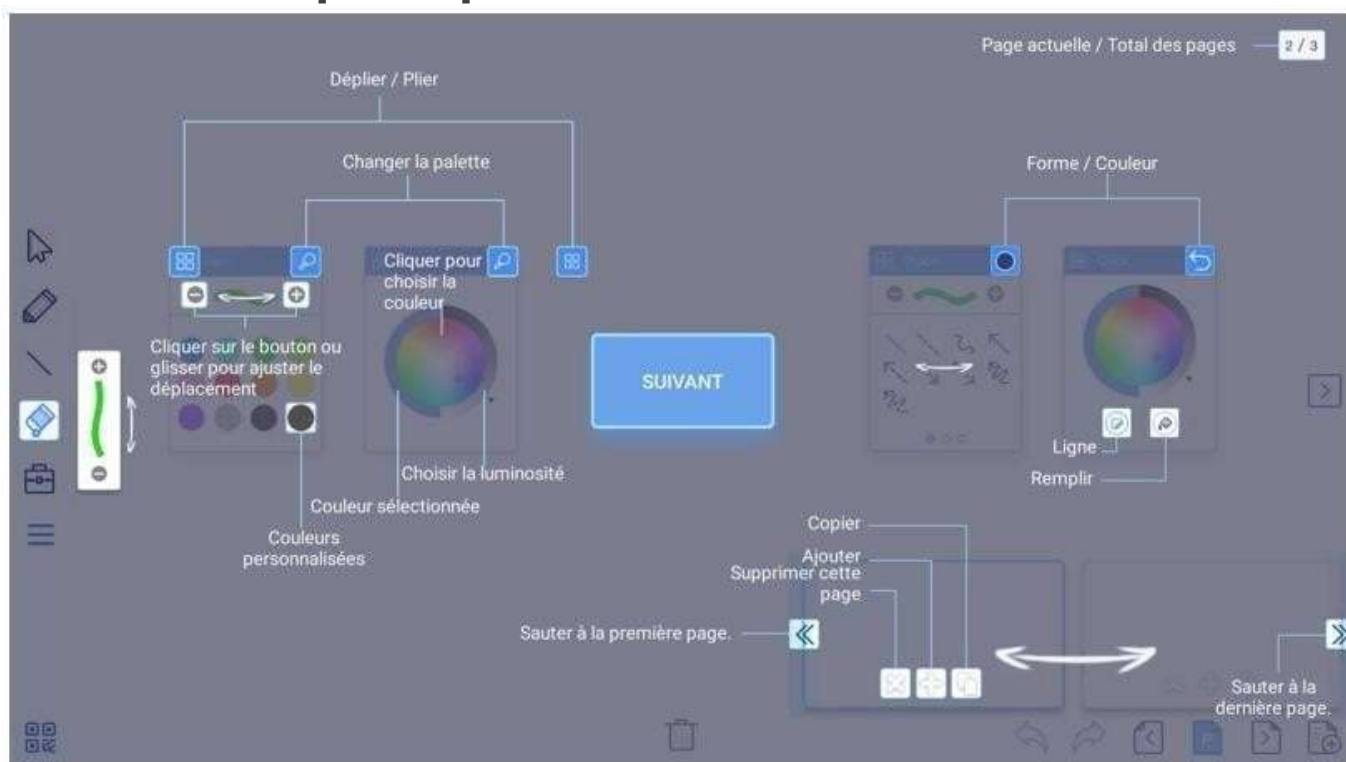 Page actuelle / Total des pages
2 / 3
Déplier / Plier
Changer la palette
Forme / Couleur
Cliquer pour
choisir la
couleur
Cliquer sur le bouton ou
glisser pour ajuster le
déplacement
SUIVANT
Ligne
Remplir
Choisir la luminosité
Couleur sélectionnée
Couleurs
personnalisées
Copier
Ajouter
Supprimer cette
page
Sauter à la première page.
Sauter à la
dernière page.